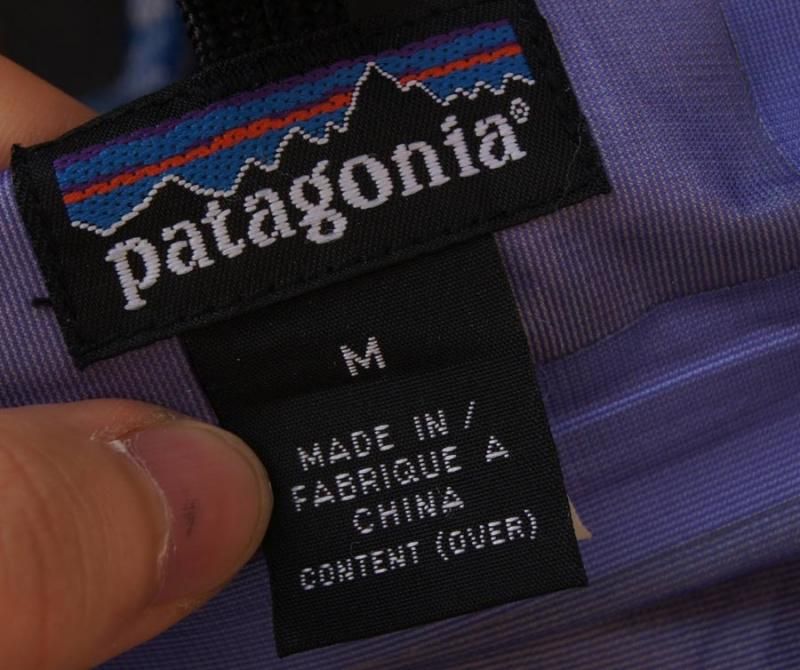 patagonia®
M
MADE IN /
FABRIQUE A
CHINA
CONTENT (OVER)